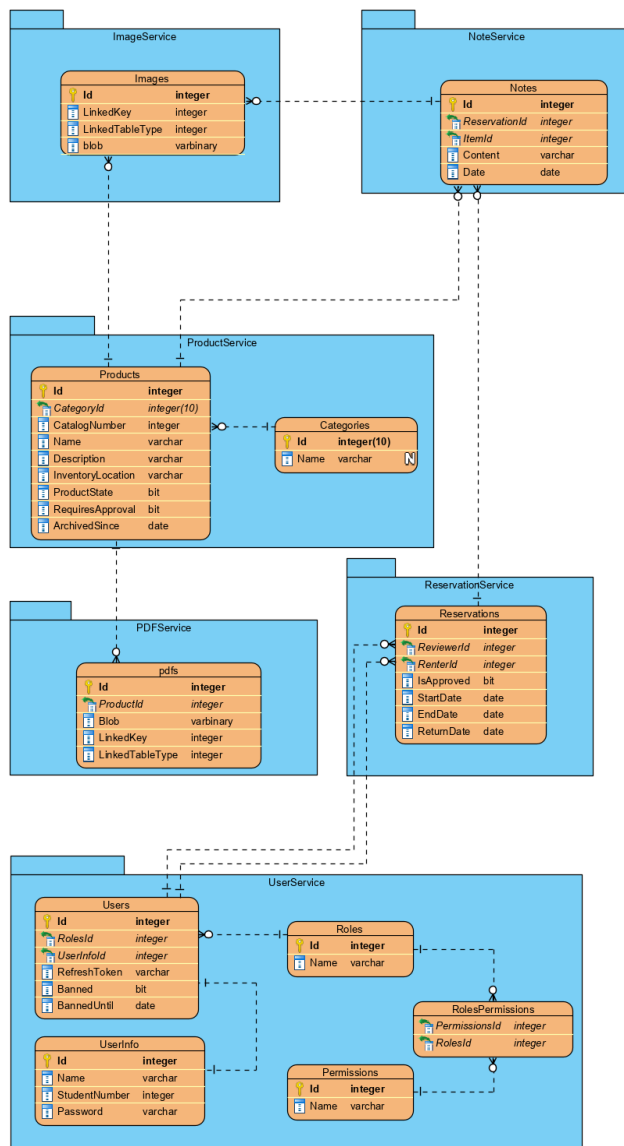 ImageService
Images
Id integer
LinkedKey integer
LinkedTableType integer
blob varbinary
NoteService
Notes
Id integer
ReservationId integer
ItemId integer
Content varchar
Date date
ProductService
Products
Id integer
CategoryId integer(10)
CatalogNumber integer
Name varchar
Description varchar
InventoryLocation varchar
ProductState bit
RequiresApproval bit
ArchivedSince date
Categories
Id integer(10)
Name varchar N
PDFService
pdfs
Id integer
ProductId integer
Blob varbinary
LinkedKey integer
LinkedTableType integer
ReservationService
Reservations
Id integer
ReviewerId integer
RenterId integer
IsApproved bit
StartDate date
EndDate date
ReturnDate date
UserService
Users
Id integer
RolesId integer
UserInfoId integer
RefreshToken varchar
Banned bit
BannedUntil date
Roles
Id integer
Name varchar
RolesPermissions
PermissionsId integer
RolesId integer
UserInfo
Id integer
Name varchar
StudentNumber integer
Password varchar
Permissions
Id integer
Name varchar